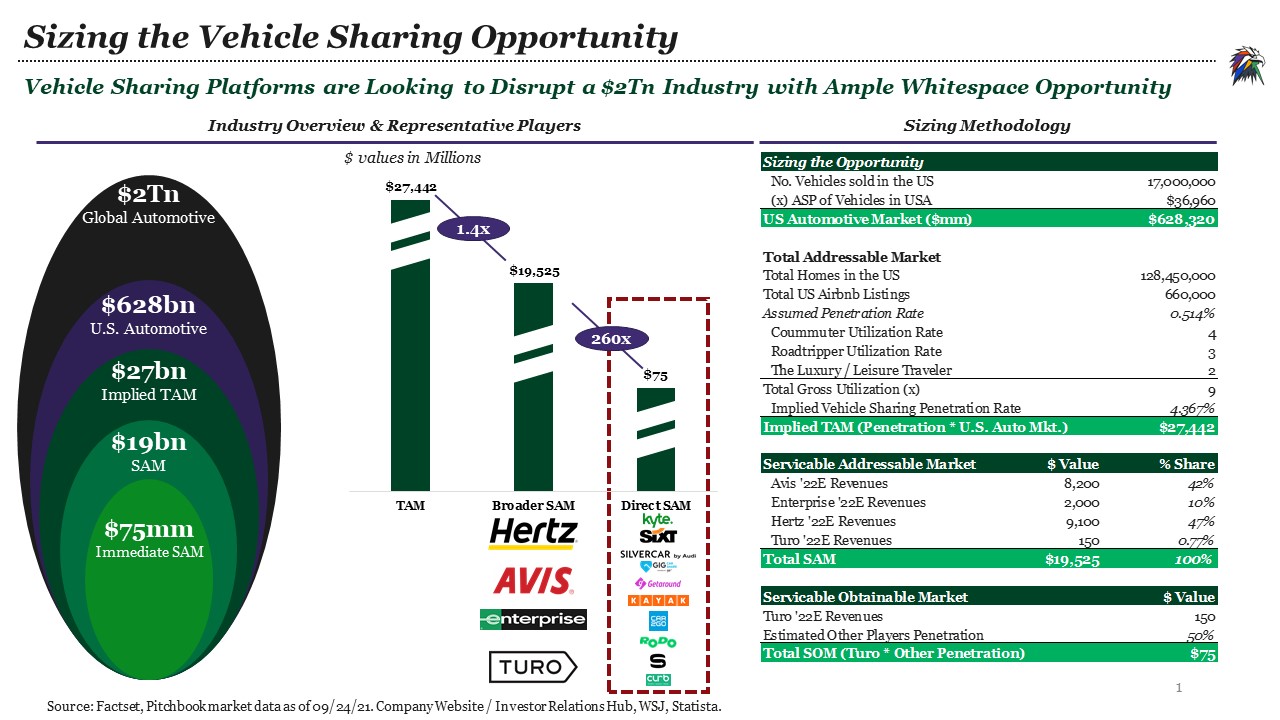 Sizing the Vehicle Sharing Opportunity
Vehicle Sharing Platforms are Looking to Disrupt a $2Tn Industry with Ample Whitespace Opportunity
Industry Overview & Representative Players
$ values in Millions
$2Tn
Global Automotive
$628bn
U.S. Automotive
$27bn
Implied TAM
$19bn
SAM
$75mm
Immediate SAM
$27,442
1.4x
$19,525
260x
$75
TAM
Broader SAM
Direct SAM
Hertz
AVIS
enterprise
TURO
kyte.
SIXT
SILVERCAR by Audi
GIG
Getaround
KAYAK
CAR2GO
RODO
S
curb
Sizing Methodology
Sizing the Opportunity
No. Vehicles sold in the US 17,000,000
(x) ASP of Vehicles in USA $36,960
US Automotive Market ($mm) $628,320
Total Addressable Market
Total Homes in the US 128,450,000
Total US Airbnb Listings 660,000
Assumed Penetration Rate 0.514%
Coummuter Utilization Rate 4
Roadtripper Utilization Rate 3
The Luxury / Leisure Traveler 2
Total Gross Utilization (x) 9
Implied Vehicle Sharing Penetration Rate 4.367%
Implied TAM (Penetration * U.S. Auto Mkt.) $27,442
Servicable Addressable Market $ Value % Share
Avis '22E Revenues 8,200 42%
Enterprise '22E Revenues 2,000 10%
Hertz '22E Revenues 9,100 47%
Turo '22E Revenues 150 0.77%
Total SAM $19,525 100%
Servicable Obtainable Market $ Value
Turo '22E Revenues 150
Estimated Other Players Penetration 50%
Total SOM (Turo * Other Penetration) $75
1
Source: Factset, Pitchbook market data as of 09/24/21. Company Website / Investor Relations Hub, WSJ, Statista.